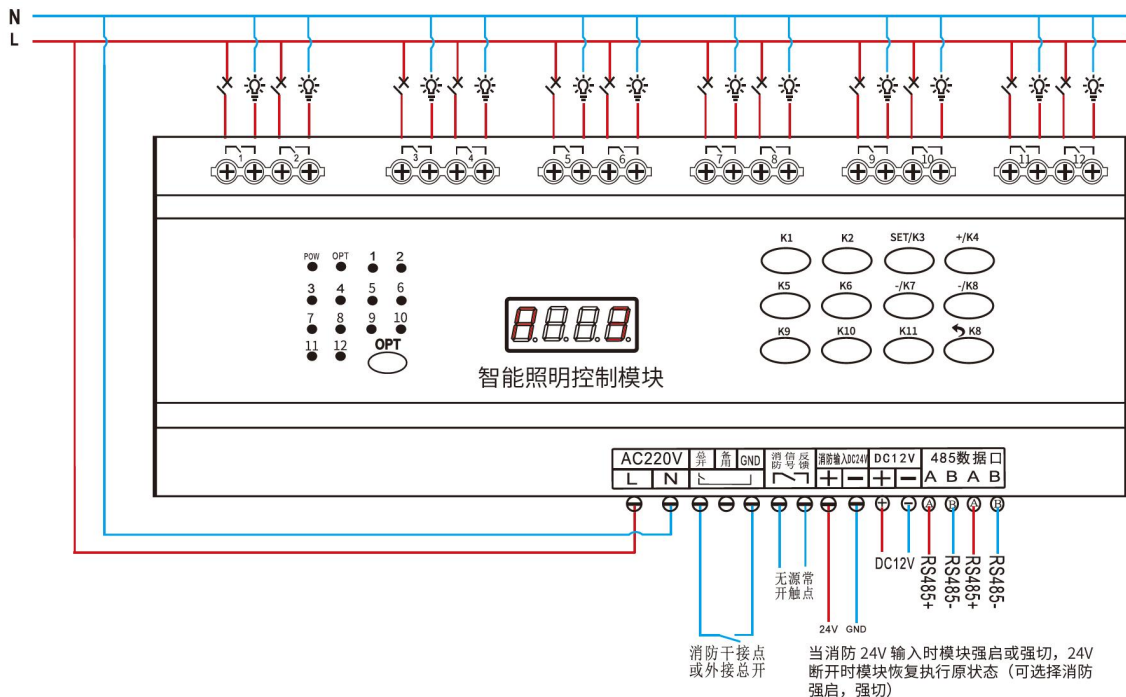 N
L
1 2 3 4 5 6 7 8 9 10 11 12
POW OPT 1 2
3 4 5 6
7 8 9 10
11 12 OPT
智能照明控制模块
K1 K2 SET/K3 +/K4
K5 K6 -/K7 -/K8
K9 K10 K11 K8
AC220V 总开 备用 GND 消防 信号 反馈 消防输入DC24V DC12V 485数据口
L N + − + − A B A B
+ − A B A B
无源常
开触点
DC12V
RS485+ RS485- RS485+ RS485-
24V GND
消防干接点
或外接总开
当消防 24V 输入时模块强启或强切，24V
断开时模块恢复执行原状态（可选择消防
强启，强切）